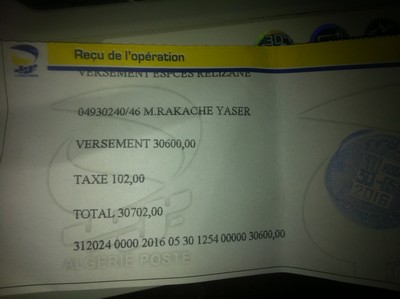 Reçu de l'opération
VERSEMENT ESPCES RELIZANE
04930240/46 M.RAKACHE YASER
VERSEMENT 30600,00
TAXE 102,00
TOTAL 30702,00
312024 0000 2016 05 30 1254 00000 30600,00
ALGERIE POSTE